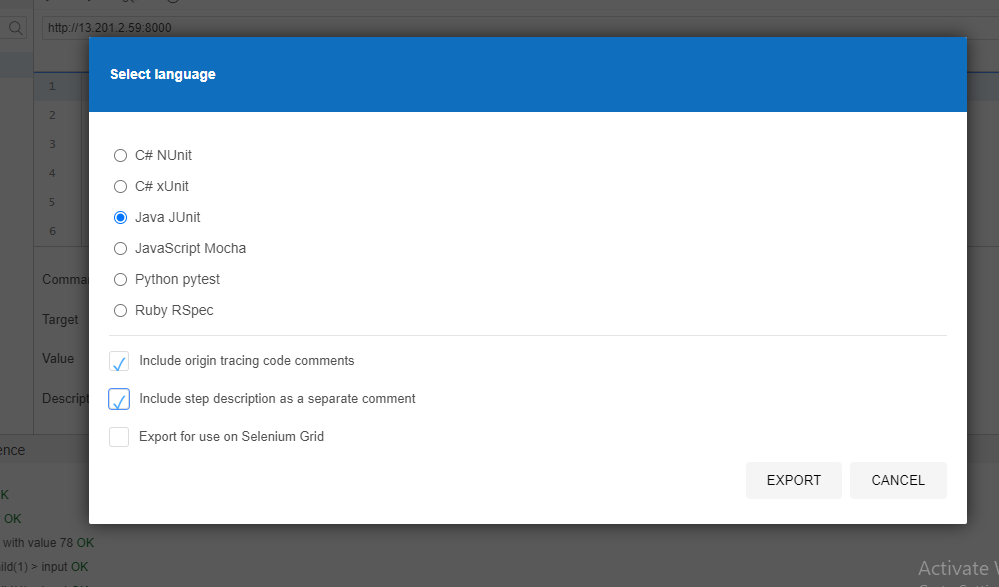 http://13.201.2.59:8000
Select language
1
2
3
4
5
6
C# NUnit
C# xUnit
Java JUnit
JavaScript Mocha
Python pytest
Ruby RSpec
Comma
Target
Value
Descript
Include origin tracing code comments
Include step description as a separate comment
Export for use on Selenium Grid
ence
EXPORT
CANCEL
K
OK
with value 78 OK
ild(1) > input OK
Activate W